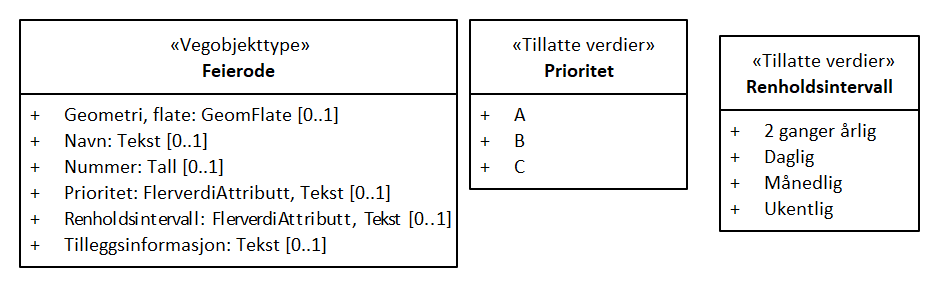 «Vegobjekttype»
Feierode
+ Geometri, flate: GeomFlate [0..1]
+ Navn: Tekst [0..1]
+ Nummer: Tall [0..1]
+ Prioritet: FlerverdiAttributt, Tekst [0..1]
+ Renholdsintervall: FlerverdiAttributt, Tekst [0..1]
+ Tilleggsinformasjon: Tekst [0..1]
«Tillatte verdier»
Prioritet
+ A
+ B
+ C
«Tillatte verdier»
Renholdsintervall
+ 2 ganger årlig
+ Daglig
+ Månedlig
+ Ukentlig